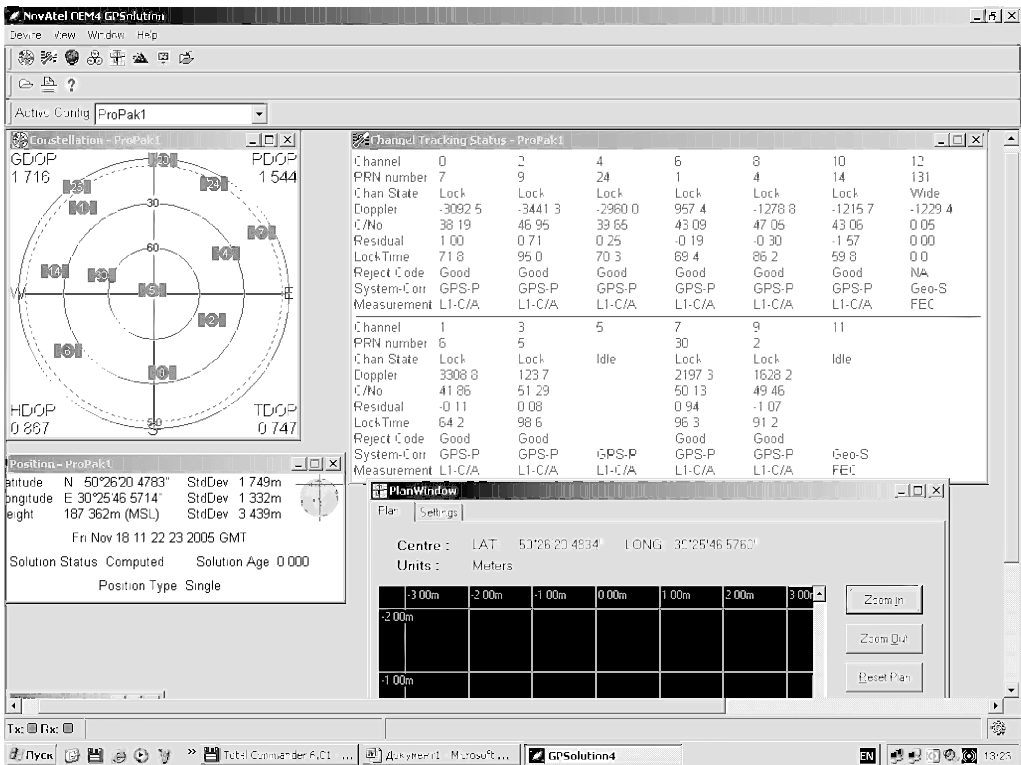 NovAtel OEM4 GPSolution
Device View Window Help
Active Config ProPak1
Constellation - ProPak1
GDOP PDOP
1 716 1 544
30
60
W E
S
HDOP TDOP
0 867 0 747
Channel Tracking Status - ProPak1
Channel 0 2 4 6 8 10 12
PRN number 7 9 24 1 4 14 131
Chan State Lock Lock Lock Lock Lock Lock Wide
Doppler -3092 5 -3441 3 -2960 0 957 4 -1278 8 -1215 7 -1229 4
C/No 38 19 46 95 39 65 43 09 47 05 43 06 0 05
Residual 1 00 0 71 0 25 -0 19 -0 30 -1 57 0 00
LockTime 71 8 95 0 70 3 69 4 86 2 59 8 0 0
Reject Code Good Good Good Good Good Good NA
System-Corr GPS-P GPS-P GPS-P GPS-P GPS-P GPS-P Geo-S
Measurement L1-C/A L1-C/A L1-C/A L1-C/A L1-C/A L1-C/A FEC
Channel 1 3 5 7 9 11
PRN number 6 5 30 2
Chan State Lock Lock Idle Lock Lock Idle
Doppler 3308 8 123 7 2197 3 1628 2
C/No 41 86 51 29 50 13 49 46
Residual -0 11 0 08 0 94 -1 07
LockTime 64 2 98 6 96 3 91 2
Reject Code Good Good Good Good
System-Corr GPS-P GPS-P GPS-P GPS-P GPS-P Geo-S
Measurement L1-C/A L1-C/A L1-C/A L1-C/A L1-C/A FEC
Position - ProPak1
atitude N 50°26'20 4783" StdDev 1 749m
ongitude E 30°25'46 5714" StdDev 1 332m
eight 187 362m (MSL) StdDev 3 439m
Fri Nov 18 11 22 23 2005 GMT
Solution Status Computed Solution Age 0 000
Position Type Single
PlanWindow
Plan Settings
Centre : LAT 50°26'20 4834" LONG 30°25'46 5760"
Units : Meters
-3 00m -2 00m -1 00m 0 00m 1 00m 2 00m 3 00m
-2 00m
-1 00m
Zoom In
Zoom Out
Reset Plan
Tx: Rx:
Пуск Total Commander 6.01 ... Документ1 - Microsoft ... GPSolution4 EN 13:23